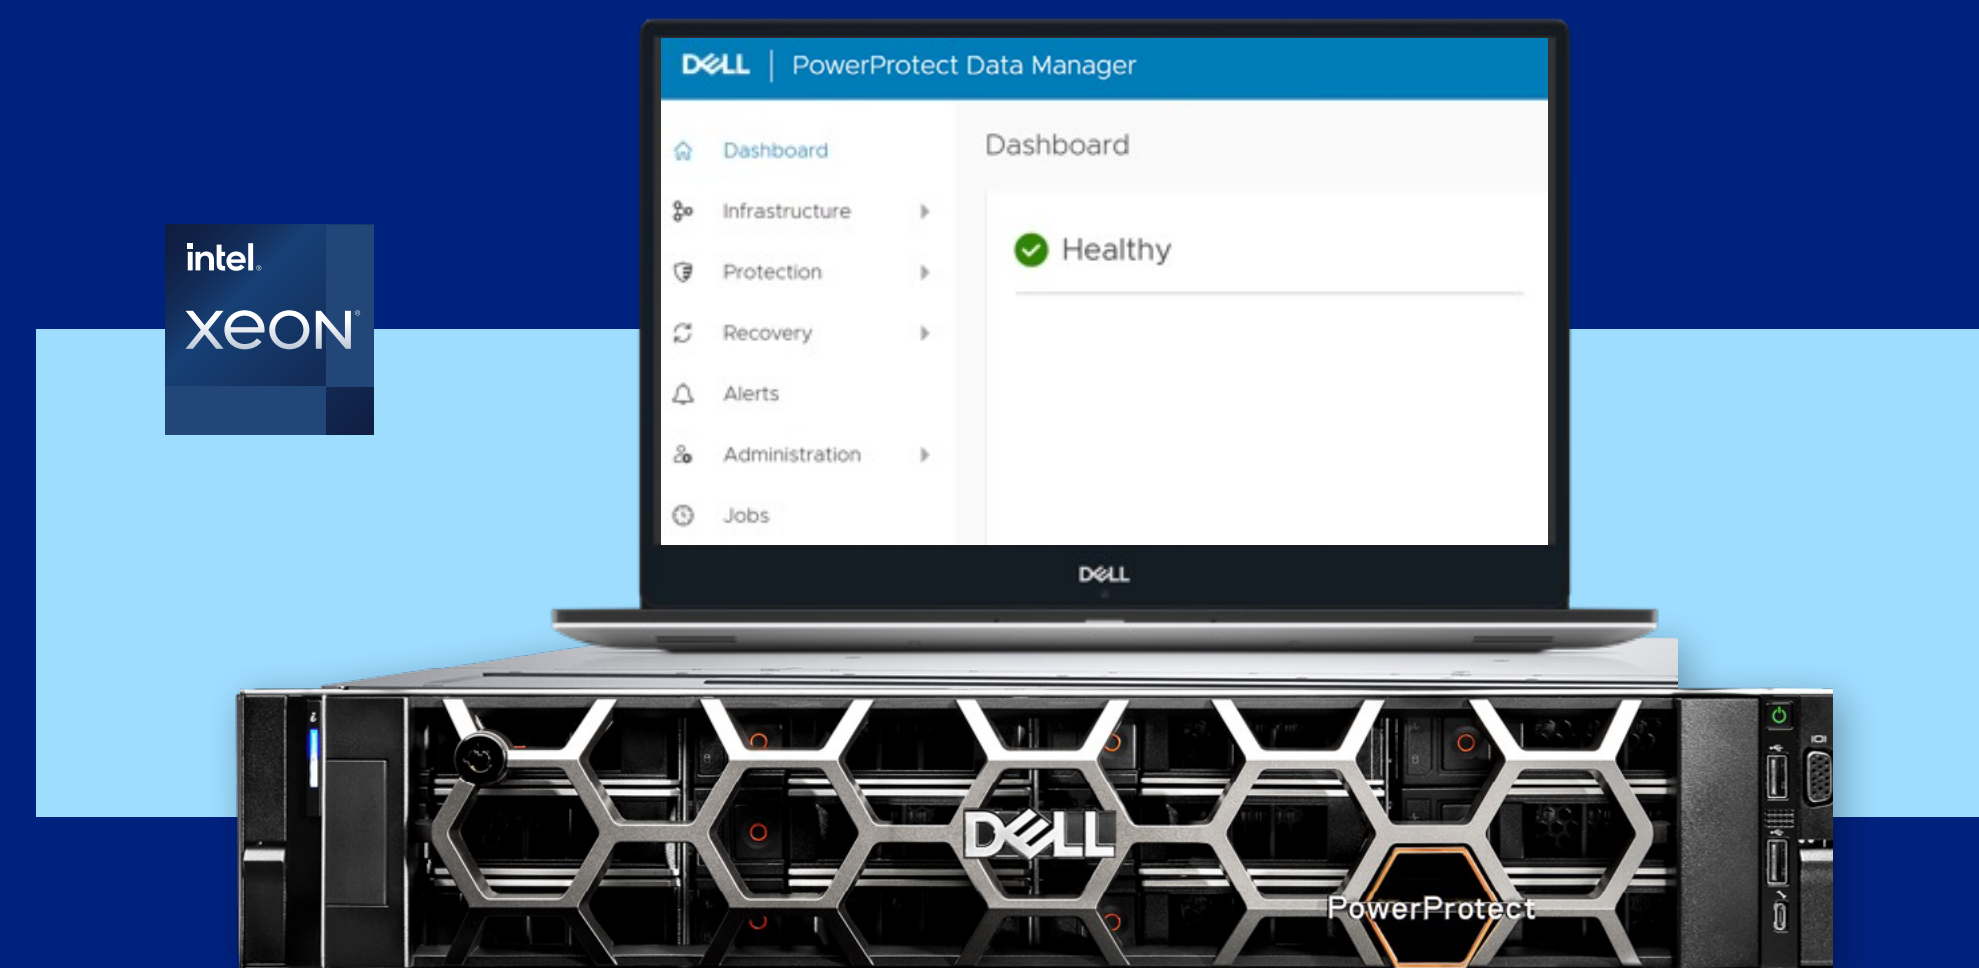 DELL | PowerProtect Data Manager
Dashboard
Infrastructure
Protection
Recovery
Alerts
Administration
Jobs
Dashboard
Healthy
intel.
xeon®
DELL
DELL
PowerProtect